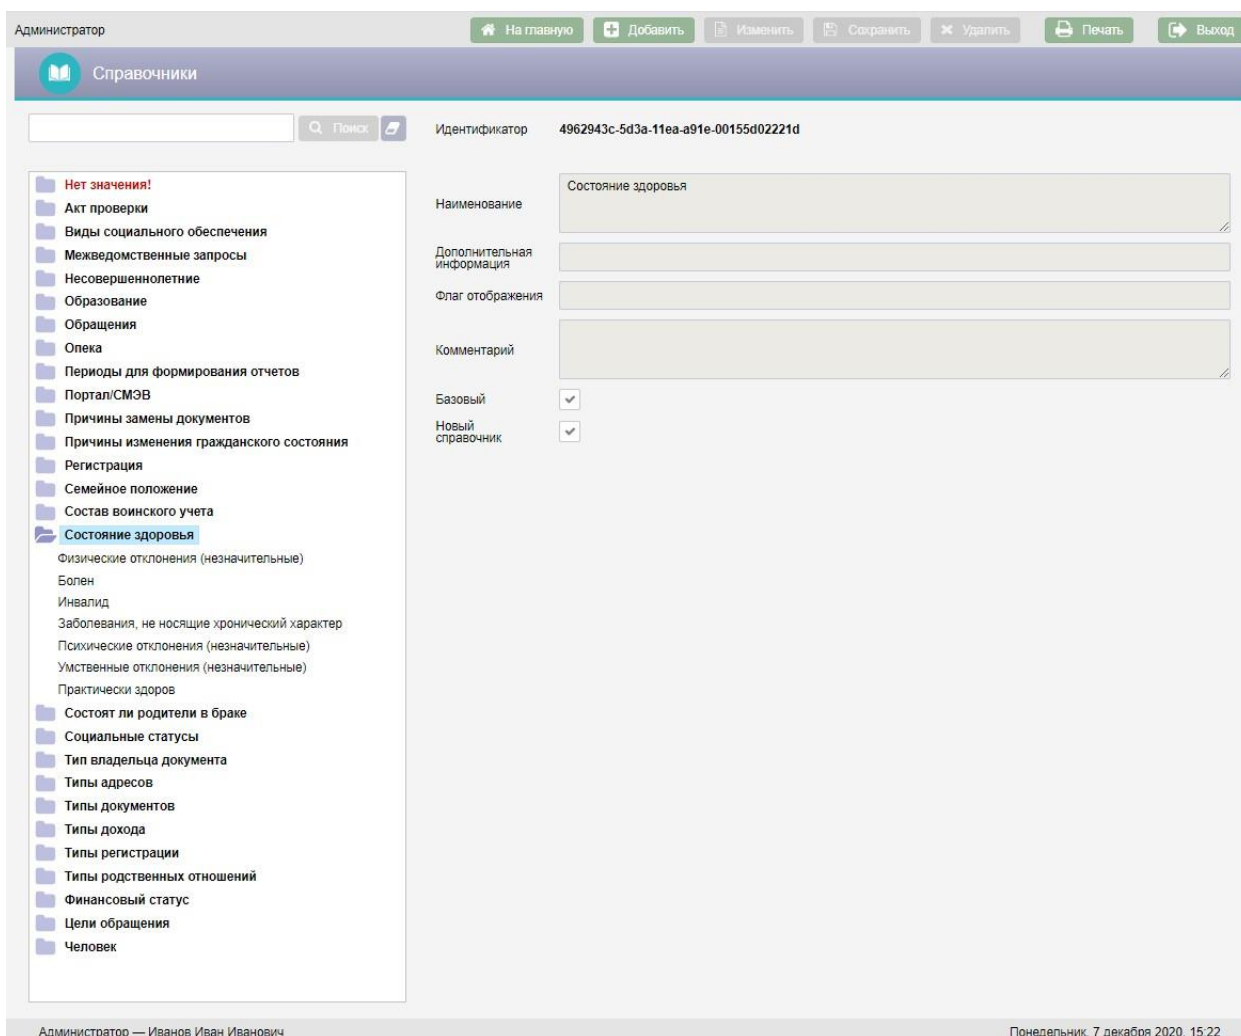 Администратор
На главную
Добавить
Изменить
Сохранить
Удалить
Печать
Выход
Справочники
Поиск
Идентификатор 4962943c-5d3a-11ea-a91e-00155d02221d
Нет значения!
Акт проверки
Виды социального обеспечения
Межведомственные запросы
Несовершеннолетние
Образование
Обращения
Опека
Периоды для формирования отчетов
Портал/СМЭВ
Причины замены документов
Причины изменения гражданского состояния
Регистрация
Семейное положение
Состав воинского учета
Состояние здоровья
Физические отклонения (незначительные)
Болен
Инвалид
Заболевания, не носящие хронический характер
Психические отклонения (незначительные)
Умственные отклонения (незначительные)
Практически здоров
Состоят ли родители в браке
Социальные статусы
Тип владельца документа
Типы адресов
Типы документов
Типы дохода
Типы регистрации
Типы родственных отношений
Финансовый статус
Цели обращения
Человек
Наименование
Состояние здоровья
Дополнительная
информация
Флаг отображения
Комментарий
Базовый
Новый
справочник
Администратор — Иванов Иван Иванович
Понедельник, 7 декабря 2020, 15:22